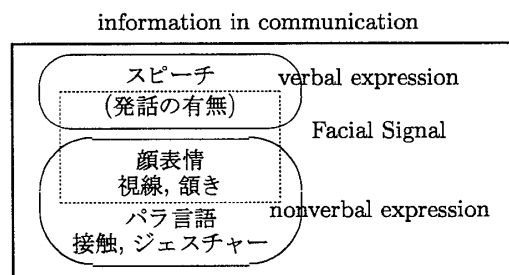 information in communication
スピーチ
verbal expression
(発話の有無)
Facial Signal
顔表情
視線, 頷き
パラ言語
nonverbal expression
接触, ジェスチャー